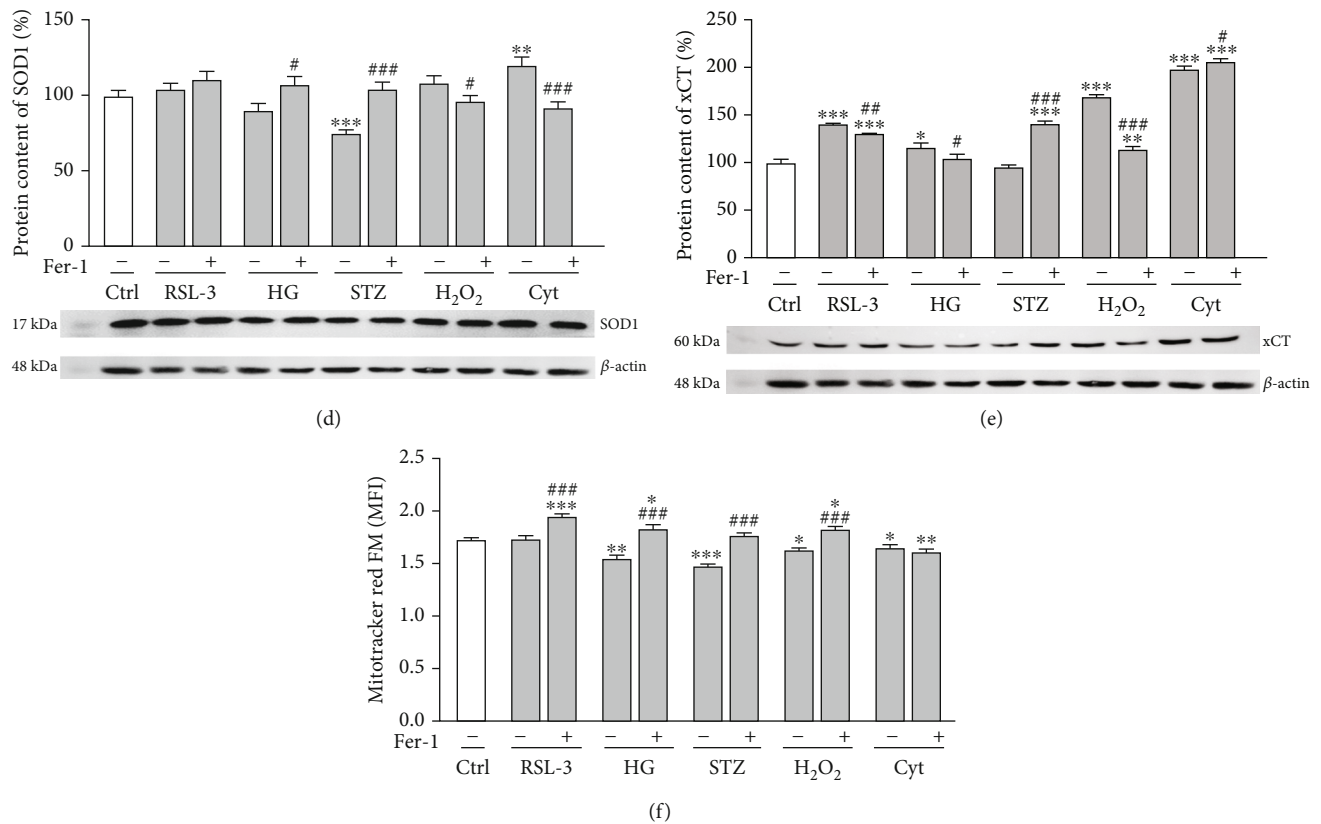 Protein content of SOD1 (%)
150
100
50
0
# ### # ** ###
***
Fer-1 – – + – + – + – + – +
Ctrl RSL-3 HG STZ H2O2 Cyt
17 kDa SOD1
48 kDa β-actin
(d)
Protein content of xCT (%)
250
200
150
100
50
0
*** ## *** * # ### *** *** ### ** *** # ***
Fer-1 – – + – + – + – + – +
Ctrl RSL-3 HG STZ H2O2 Cyt
60 kDa xCT
48 kDa β-actin
(e)
Mitotracker red FM (MFI)
2.5
2.0
1.5
1.0
0.5
0.0
### *** ** * ### *** ### * * ### * **
Fer-1 – – + – + – + – + – +
Ctrl RSL-3 HG STZ H2O2 Cyt
(f)